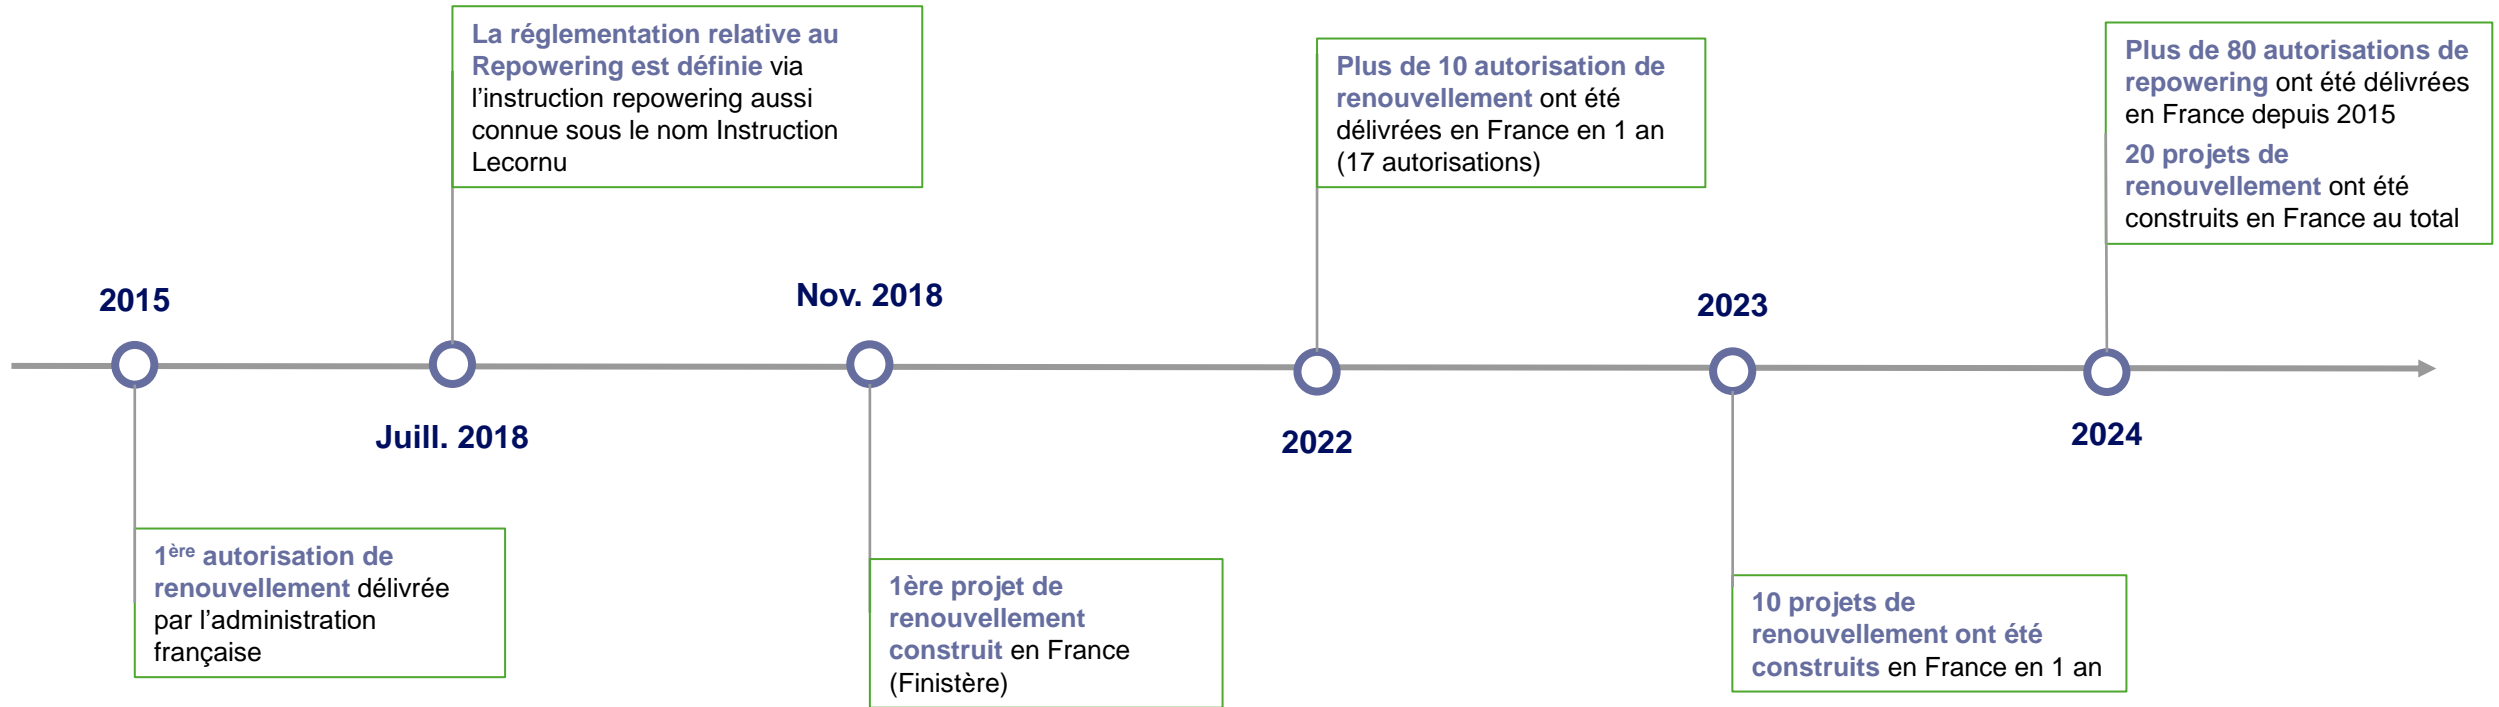 La réglementation relative au
Repowering est définie via
l'instruction repowering aussi
connue sous le nom Instruction
Lecornu
Plus de 10 autorisation de
renouvellement ont été
délivrées en France en 1 an
(17 autorisations)
Plus de 80 autorisations de
repowering ont été délivrées
en France depuis 2015
20 projets de
renouvellement ont été
construits en France au total
2015
Nov. 2018
2023
Juill. 2018
2022
2024
1ère autorisation de
renouvellement délivrée
par l'administration
française
1ère projet de
renouvellement
construit en France
(Finistère)
10 projets de
renouvellement ont été
construits en France en 1 an